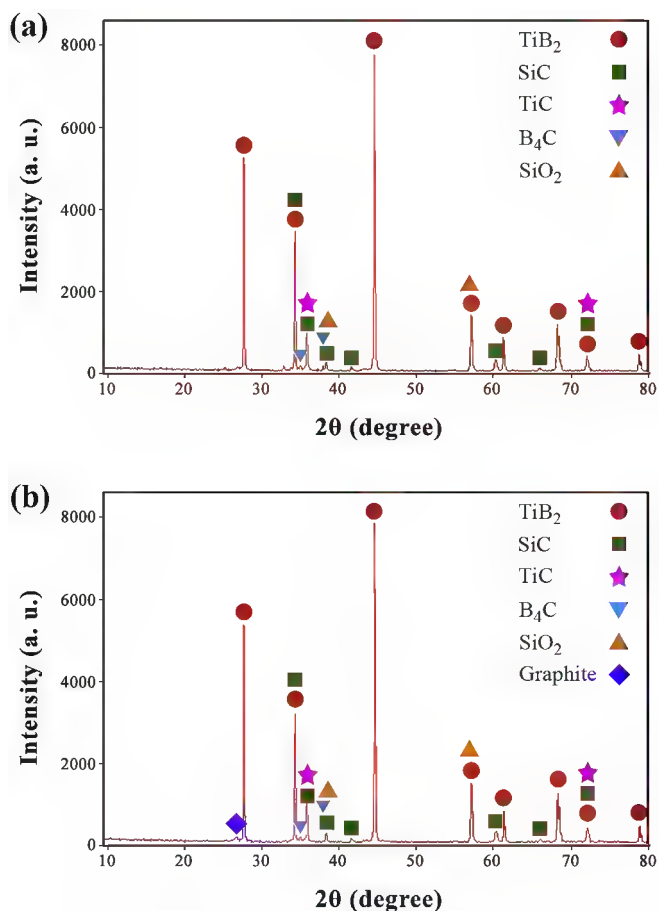 (a)
8000
6000
4000
2000
0
Intensity (a. u.)
TiB₂
SiC
TiC
B₄C
SiO₂
10 20 30 40 50 60 70 80
2θ (degree)
(b)
8000
6000
4000
2000
0
Intensity (a. u.)
TiB₂
SiC
TiC
B₄C
SiO₂
Graphite
10 20 30 40 50 60 70 80
2θ (degree)